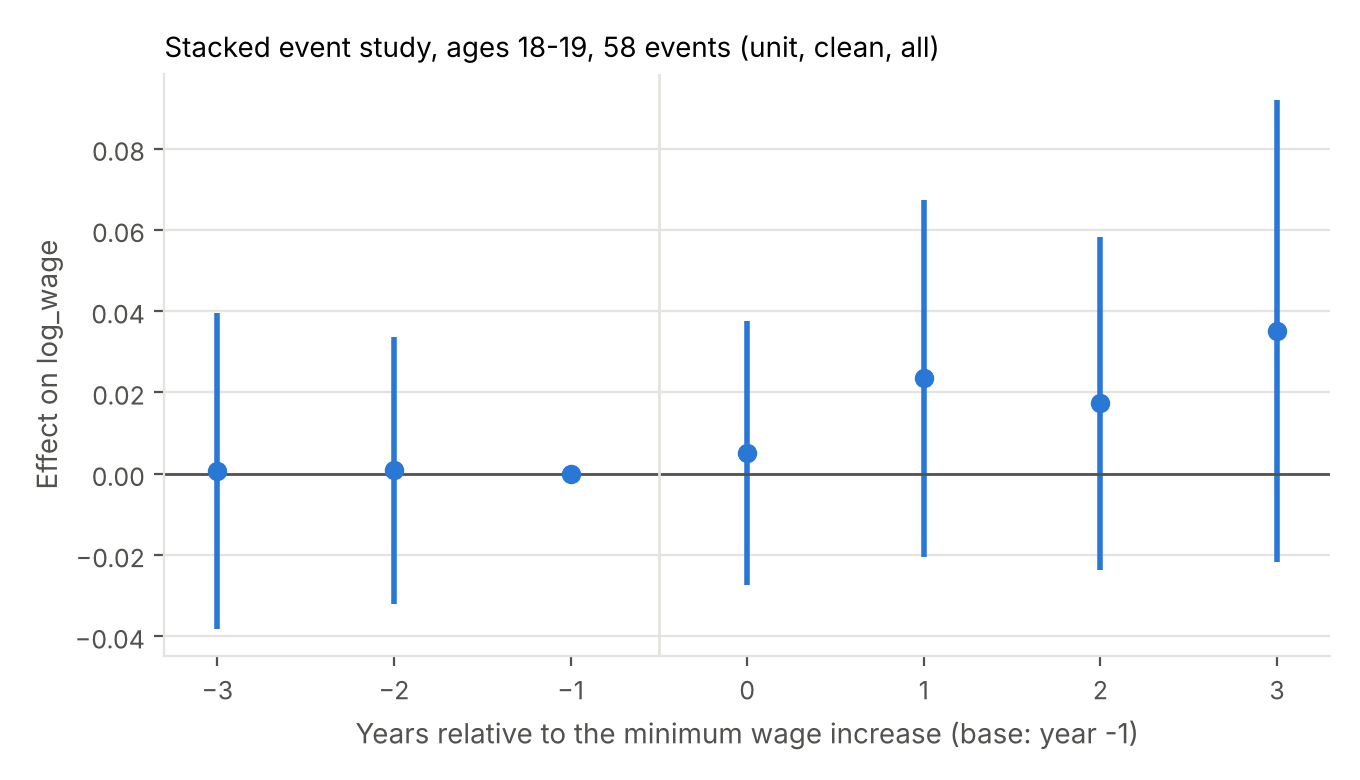 Stacked event study, ages 18-19, 58 events (unit, clean, all)
Effect on log_wage
0.08
0.06
0.04
0.02
0.00
−0.02
−0.04
−3 −2 −1 0 1 2 3
Years relative to the minimum wage increase (base: year -1)